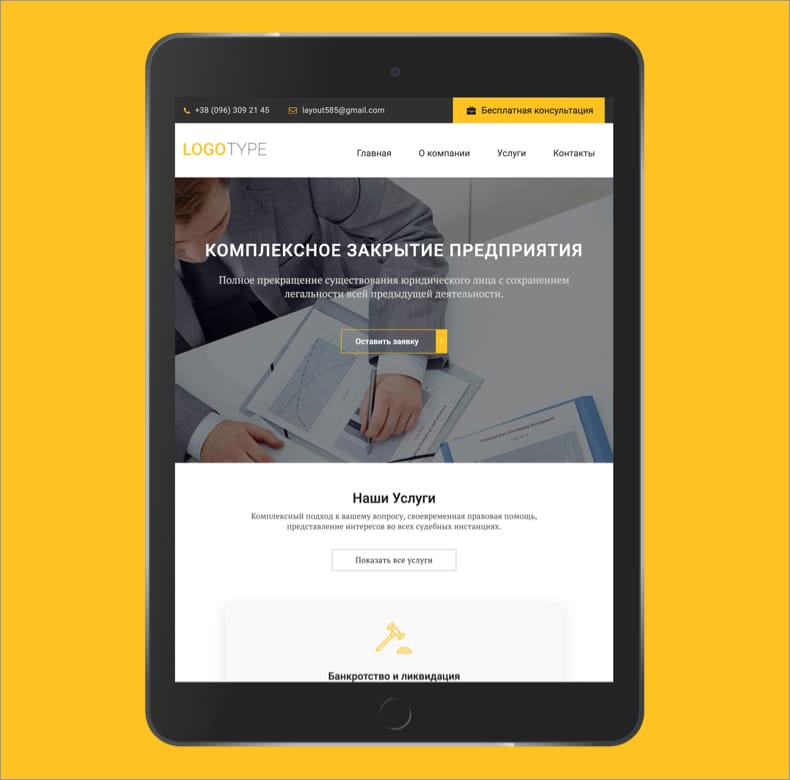 +38 (096) 309 21 45
layout585@gmail.com
Бесплатная консультация
LOGOTYPE
Главная
О компании
Услуги
Контакты
КОМПЛЕКСНОЕ ЗАКРЫТИЕ ПРЕДПРИЯТИЯ
Полное прекращение существования юридического лица с сохранением
легальности всей предыдущей деятельности.
Оставить заявку
Наши Услуги
Комплексный подход к вашему вопросу, своевременная правовая помощь,
представление интересов во всех судебных инстанциях.
Показать все услуги
Банкротство и ликвидация